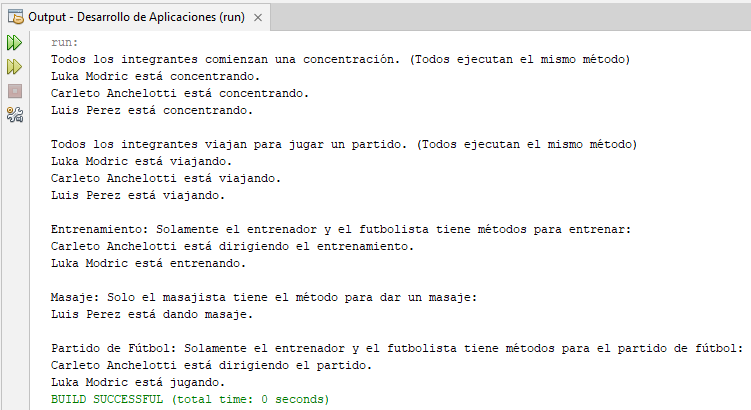 Output - Desarrollo de Aplicaciones (run)
run:
Todos los integrantes comienzan una concentración. (Todos ejecutan el mismo método)
Luka Modric está concentrando.
Carleto Anchelotti está concentrando.
Luis Perez está concentrando.
Todos los integrantes viajan para jugar un partido. (Todos ejecutan el mismo método)
Luka Modric está viajando.
Carleto Anchelotti está viajando.
Luis Perez está viajando.
Entrenamiento: Solamente el entrenador y el futbolista tiene métodos para entrenar:
Carleto Anchelotti está dirigiendo el entrenamiento.
Luka Modric está entrenando.
Masaje: Solo el masajista tiene el método para dar un masaje:
Luis Perez está dando masaje.
Partido de Fútbol: Solamente el entrenador y el futbolista tiene métodos para el partido de fútbol:
Carleto Anchelotti está dirigiendo el partido.
Luka Modric está jugando.
BUILD SUCCESSFUL (total time: 0 seconds)